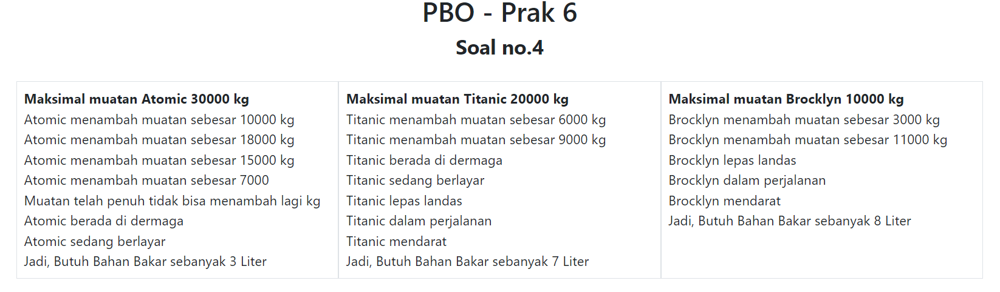 PBO - Prak 6
Soal no.4
Maksimal muatan Atomic 30000 kg
Atomic menambah muatan sebesar 10000 kg
Atomic menambah muatan sebesar 18000 kg
Atomic menambah muatan sebesar 15000 kg
Atomic menambah muatan sebesar 7000
Muatan telah penuh tidak bisa menambah lagi kg
Atomic berada di dermaga
Atomic sedang berlayar
Jadi, Butuh Bahan Bakar sebanyak 3 Liter
Maksimal muatan Titanic 20000 kg
Titanic menambah muatan sebesar 6000 kg
Titanic menambah muatan sebesar 9000 kg
Titanic berada di dermaga
Titanic sedang berlayar
Titanic lepas landas
Titanic dalam perjalanan
Titanic mendarat
Jadi, Butuh Bahan Bakar sebanyak 7 Liter
Maksimal muatan Brocklyn 10000 kg
Brocklyn menambah muatan sebesar 3000 kg
Brocklyn menambah muatan sebesar 11000 kg
Brocklyn lepas landas
Brocklyn dalam perjalanan
Brocklyn mendarat
Jadi, Butuh Bahan Bakar sebanyak 8 Liter